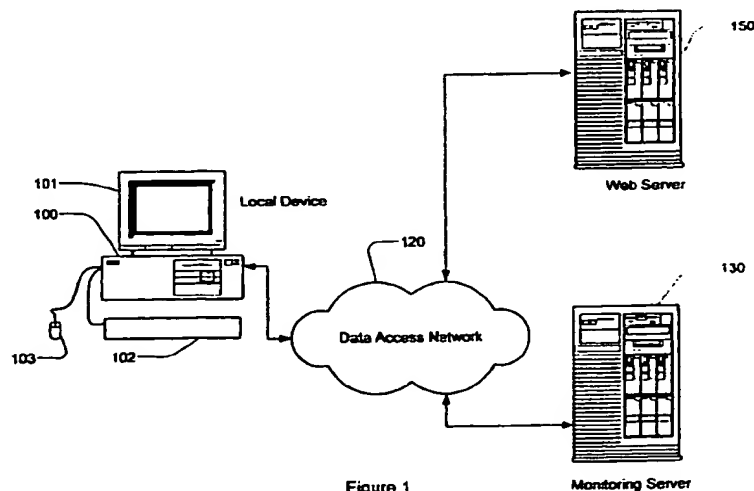 150
Web Server
101
Local Device
100
120
130
Data Access Network
103
102
Figure 1
Monitoring Server